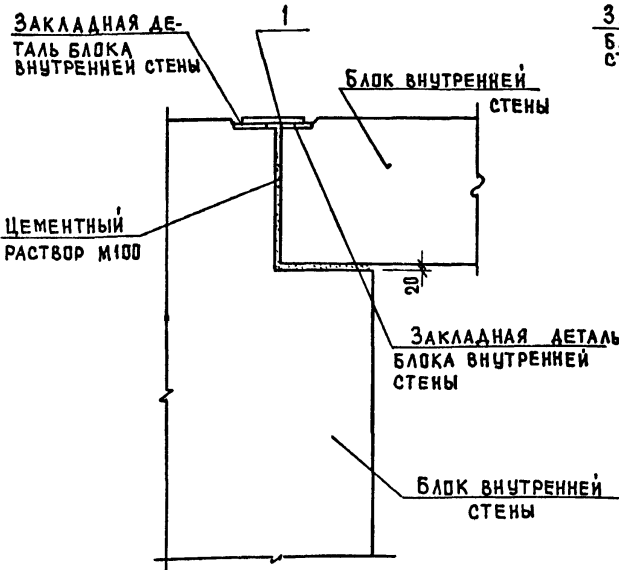 ЗАКЛАДНАЯ ДЕ-
ТАЛЬ БЛОКА
ВНУТРЕННЕЙ СТЕНЫ
1
3
БЛОК ВНУТРЕННЕЙ
СТЕНЫ
ЦЕМЕНТНЫЙ
РАСТВОР М100
20
ЗАКЛАДНАЯ ДЕТАЛЬ
БЛОКА ВНУТРЕННЕЙ
СТЕНЫ
БЛОК ВНУТРЕННЕЙ
СТЕНЫ